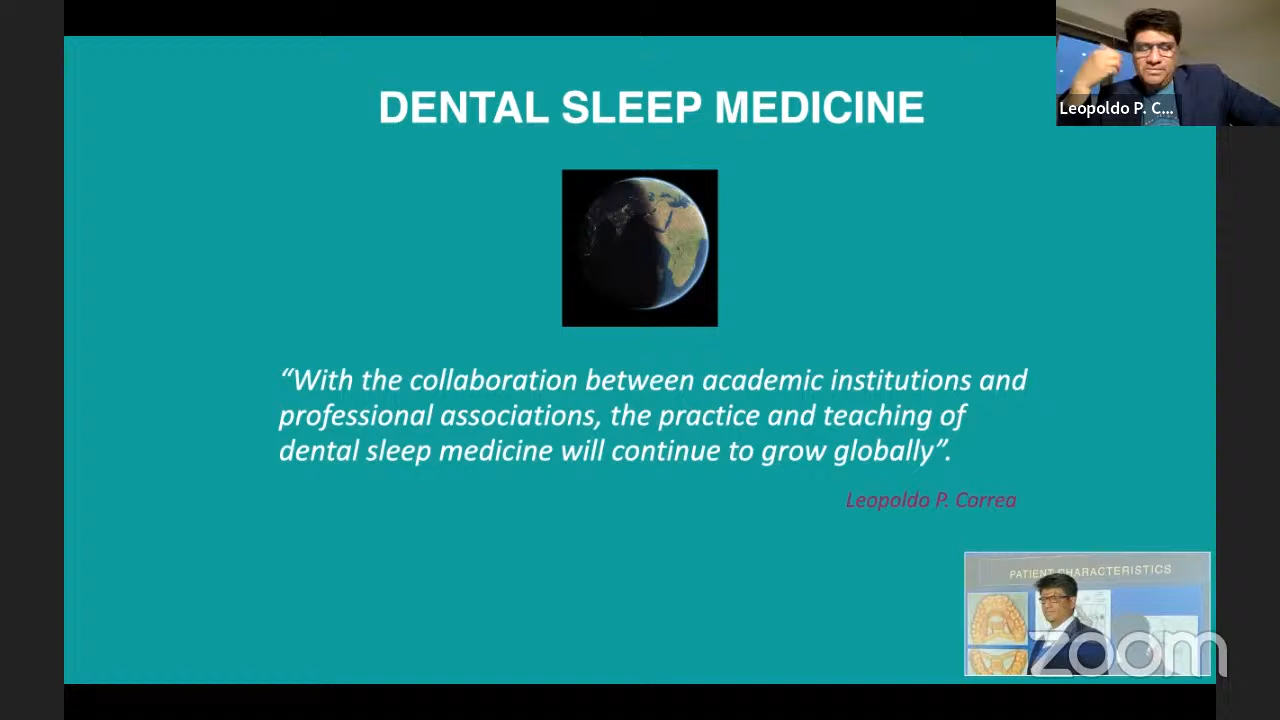 Leopoldo P. C...
DENTAL SLEEP MEDICINE
“With the collaboration between academic institutions and
professional associations, the practice and teaching of
dental sleep medicine will continue to grow globally”.
Leopoldo P. Correa
PATIENT CHARACTERISTICS
zoom